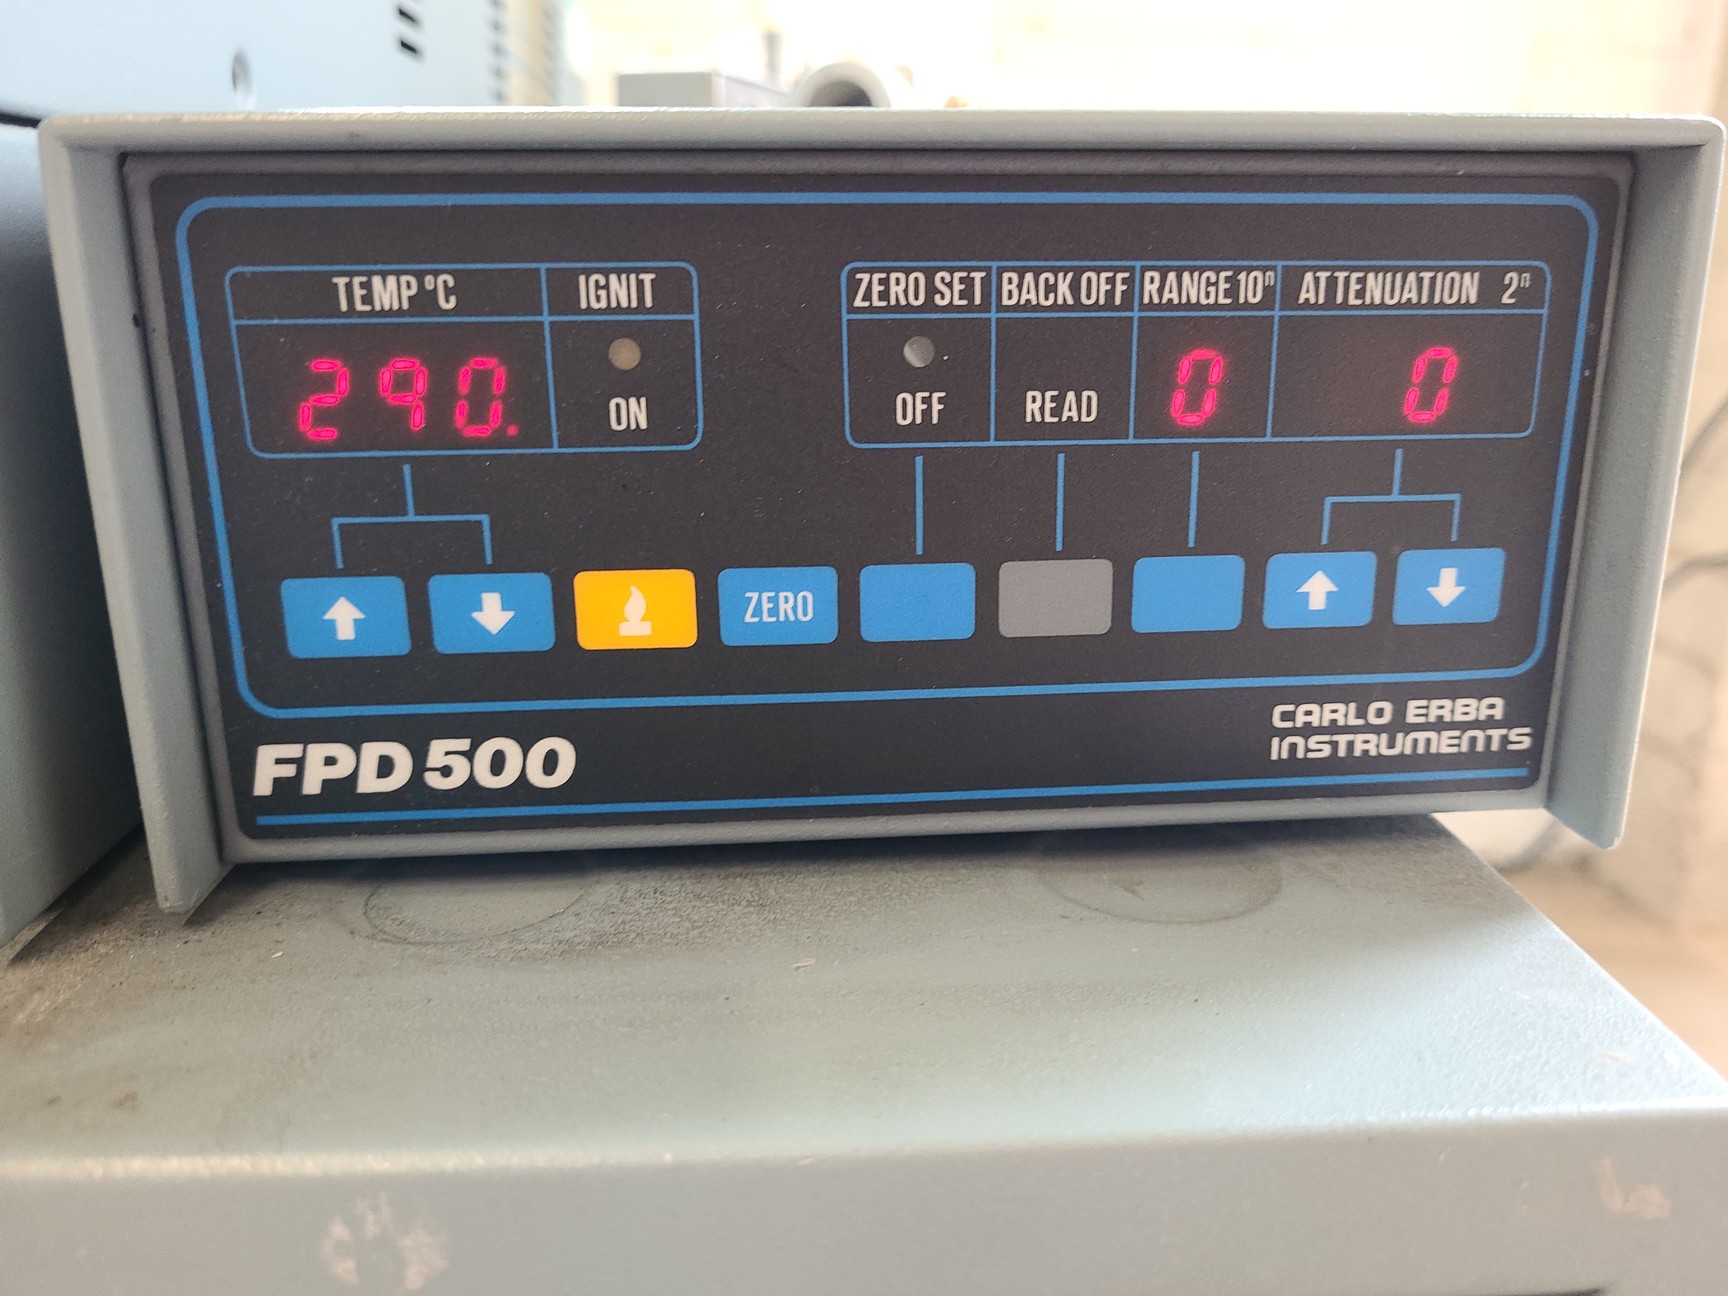 TEMP °C IGNIT
290.
ON
ZERO SET BACK OFF RANGE 10ⁿ ATTENUATION 2ⁿ
OFF READ 0 0
ZERO
FPD 500
CARLO ERBA
INSTRUMENTS